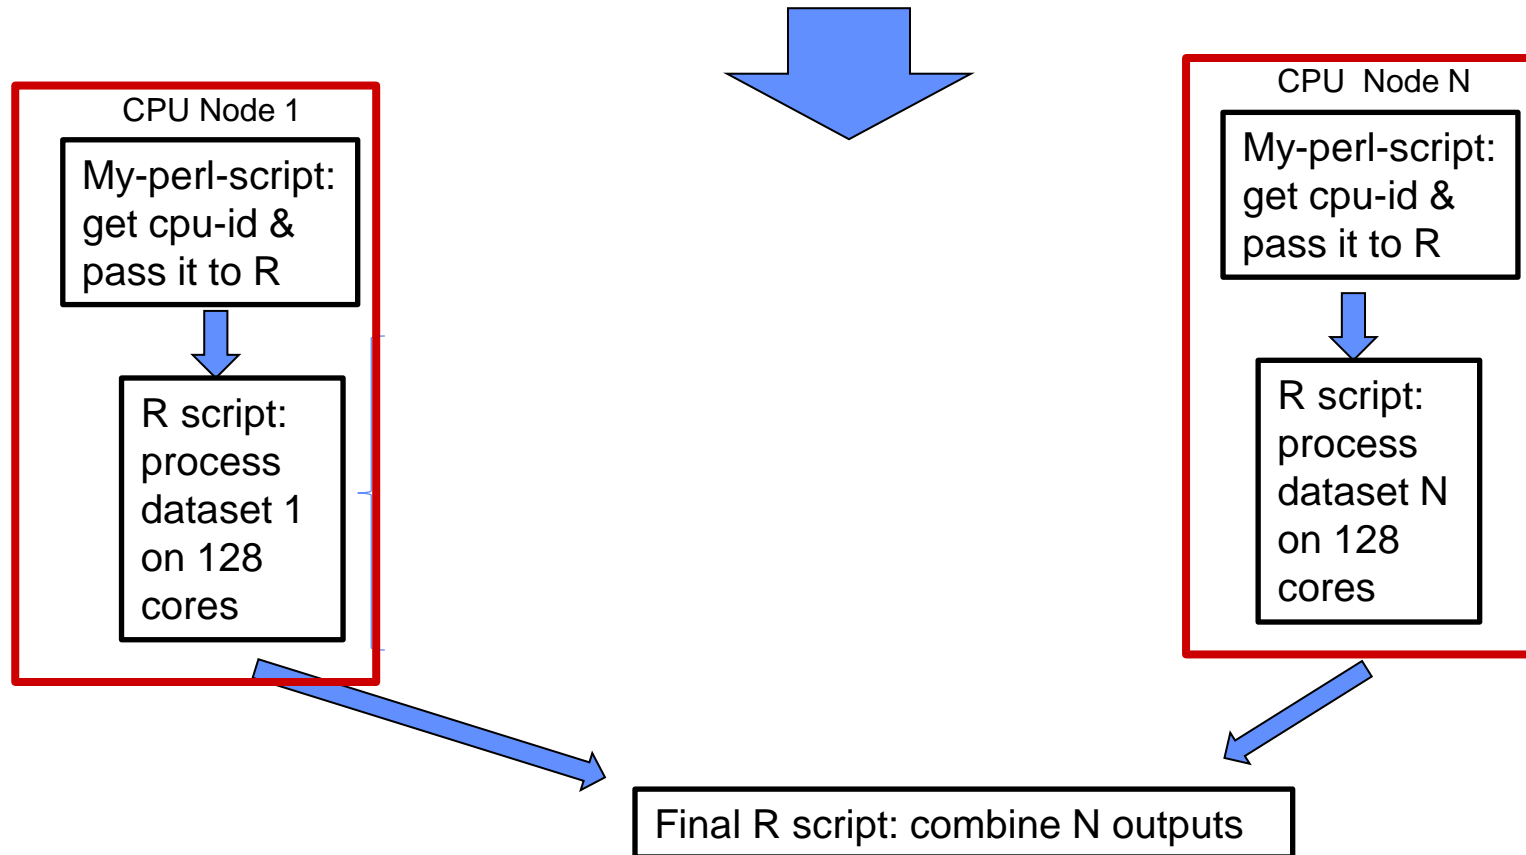 CPU Node 1
My-perl-script:
get cpu-id &
pass it to R
R script:
process
dataset 1
on 128
cores
CPU  Node N
My-perl-script:
get cpu-id &
pass it to R
R script:
process
dataset N
on 128
cores
Final R script: combine N outputs